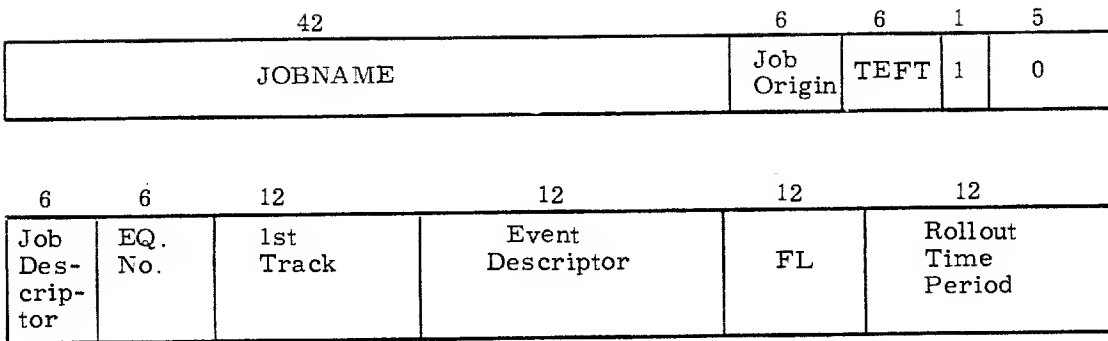 42 6 6 1 5
JOBNAME Job Origin TEFT 1 0
6 6 12 12 12 12
Job Des- crip- tor EQ. No. 1st Track Event Descriptor FL Rollout Time Period